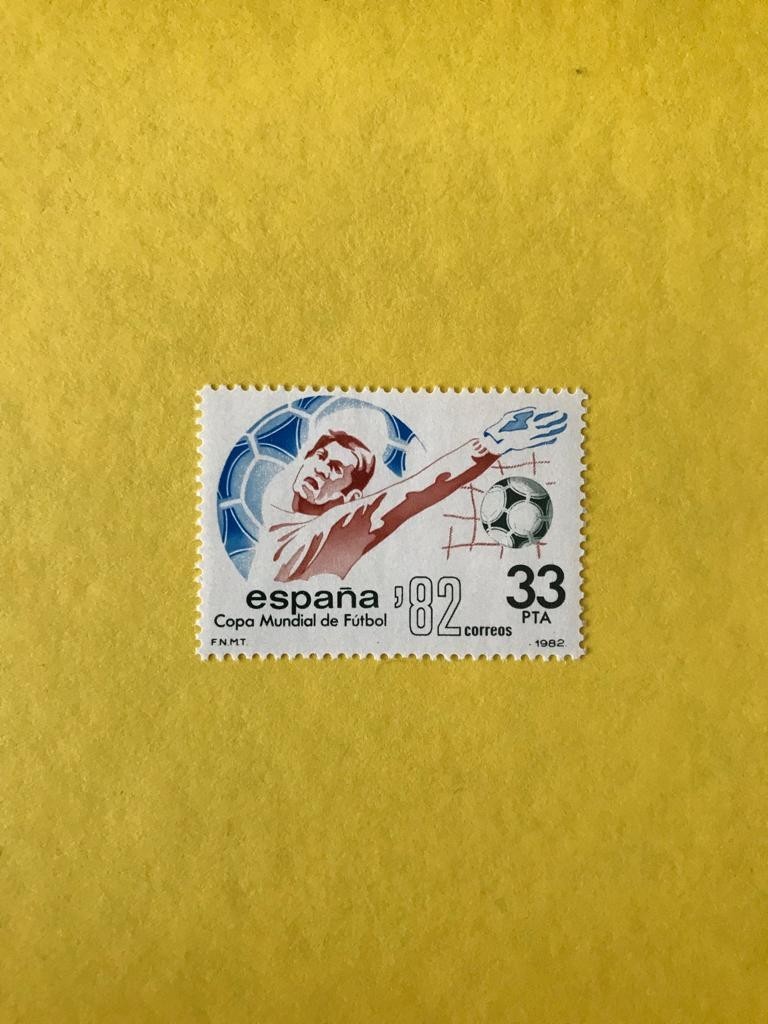 33
PTA
españa '82
Copa Mundial de Fútbol
correos
F.N.M.T.
1982